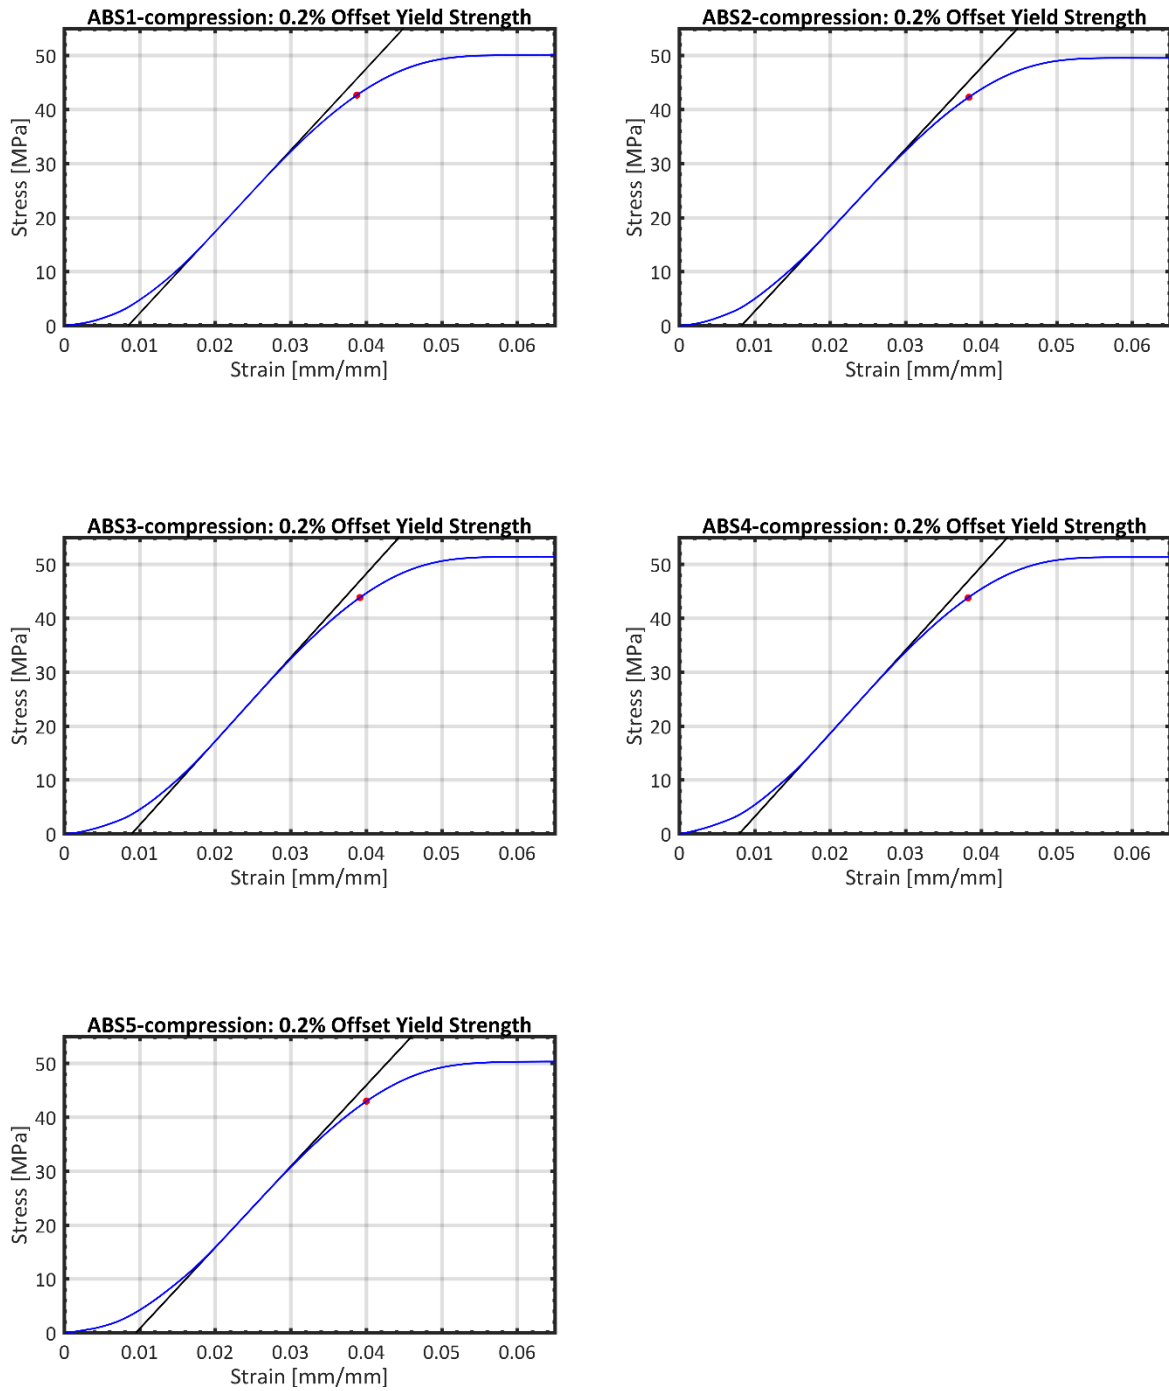 ABS1-compression: 0.2% Offset Yield Strength
Stress [MPa]
50
40
30
20
10
0
0 0.01 0.02 0.03 0.04 0.05 0.06
Strain [mm/mm]
ABS2-compression: 0.2% Offset Yield Strength
Stress [MPa]
50
40
30
20
10
0
0 0.01 0.02 0.03 0.04 0.05 0.06
Strain [mm/mm]
ABS3-compression: 0.2% Offset Yield Strength
Stress [MPa]
50
40
30
20
10
0
0 0.01 0.02 0.03 0.04 0.05 0.06
Strain [mm/mm]
ABS4-compression: 0.2% Offset Yield Strength
Stress [MPa]
50
40
30
20
10
0
0 0.01 0.02 0.03 0.04 0.05 0.06
Strain [mm/mm]
ABS5-compression: 0.2% Offset Yield Strength
Stress [MPa]
50
40
30
20
10
0
0 0.01 0.02 0.03 0.04 0.05 0.06
Strain [mm/mm]